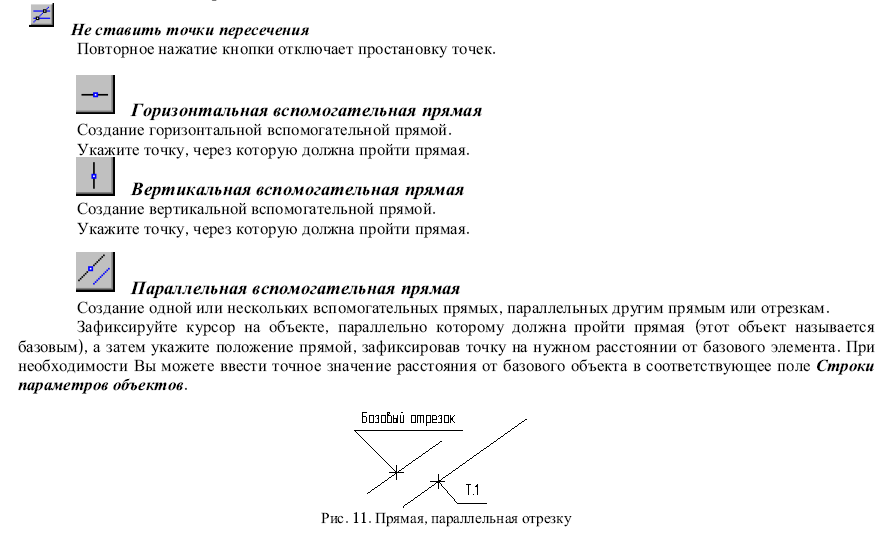 Не ставить точки пересечения
Повторное нажатие кнопки отключает простановку точек.
Горизонтальная вспомогательная прямая
Создание горизонтальной вспомогательной прямой.
Укажите точку, через которую должна пройти прямая.
Вертикальная вспомогательная прямая
Создание вертикальной вспомогательной прямой.
Укажите точку, через которую должна пройти прямая.
Параллельная вспомогательная прямая
Создание одной или нескольких вспомогательных прямых, параллельных другим прямым или отрезкам.
Зафиксируйте курсор на объекте, параллельно которому должна пройти прямая (этот объект называется
базовым), а затем укажите положение прямой, зафиксировав точку на нужном расстоянии от базового элемента. При
необходимости Вы можете ввести точное значение расстояния от базового объекта в соответствующее поле Строки
параметров объектов.
Базовый отрезок
Т.1
Рис. 11. Прямая, параллельная отрезку